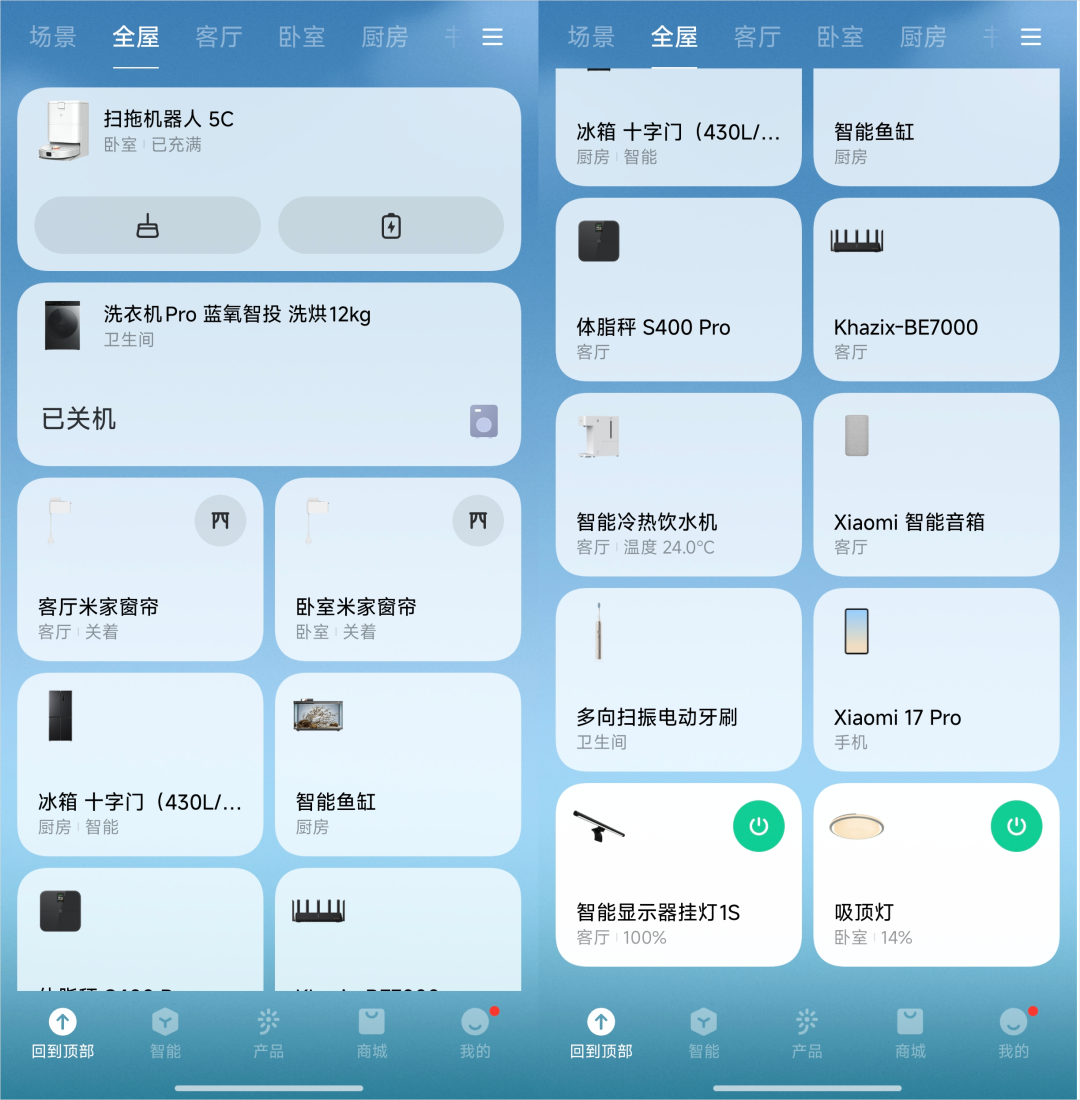 场景 全屋 客厅 卧室 厨房
扫拖机器人 5C
卧室 | 已充满
洗衣机Pro 蓝氧智投 洗烘12kg
卫生间
已关机
客厅米家窗帘
客厅 | 关着
卧室米家窗帘
卧室 | 关着
冰箱 十字门（430L/...
厨房 | 智能
智能鱼缸
厨房
回到顶部 智能 产品 商城 我的
场景 全屋 客厅 卧室 厨房
冰箱 十字门（430L/...
厨房 | 智能
智能鱼缸
厨房
体脂秤 S400 Pro
客厅
Khazix-BE7000
客厅
智能冷热饮水机
客厅 | 温度 24.0℃
Xiaomi 智能音箱
客厅
多向扫振电动牙刷
卫生间
Xiaomi 17 Pro
手机
智能显示器挂灯1S
客厅 | 100%
吸顶灯
卧室 | 14%
回到顶部 智能 产品 商城 我的